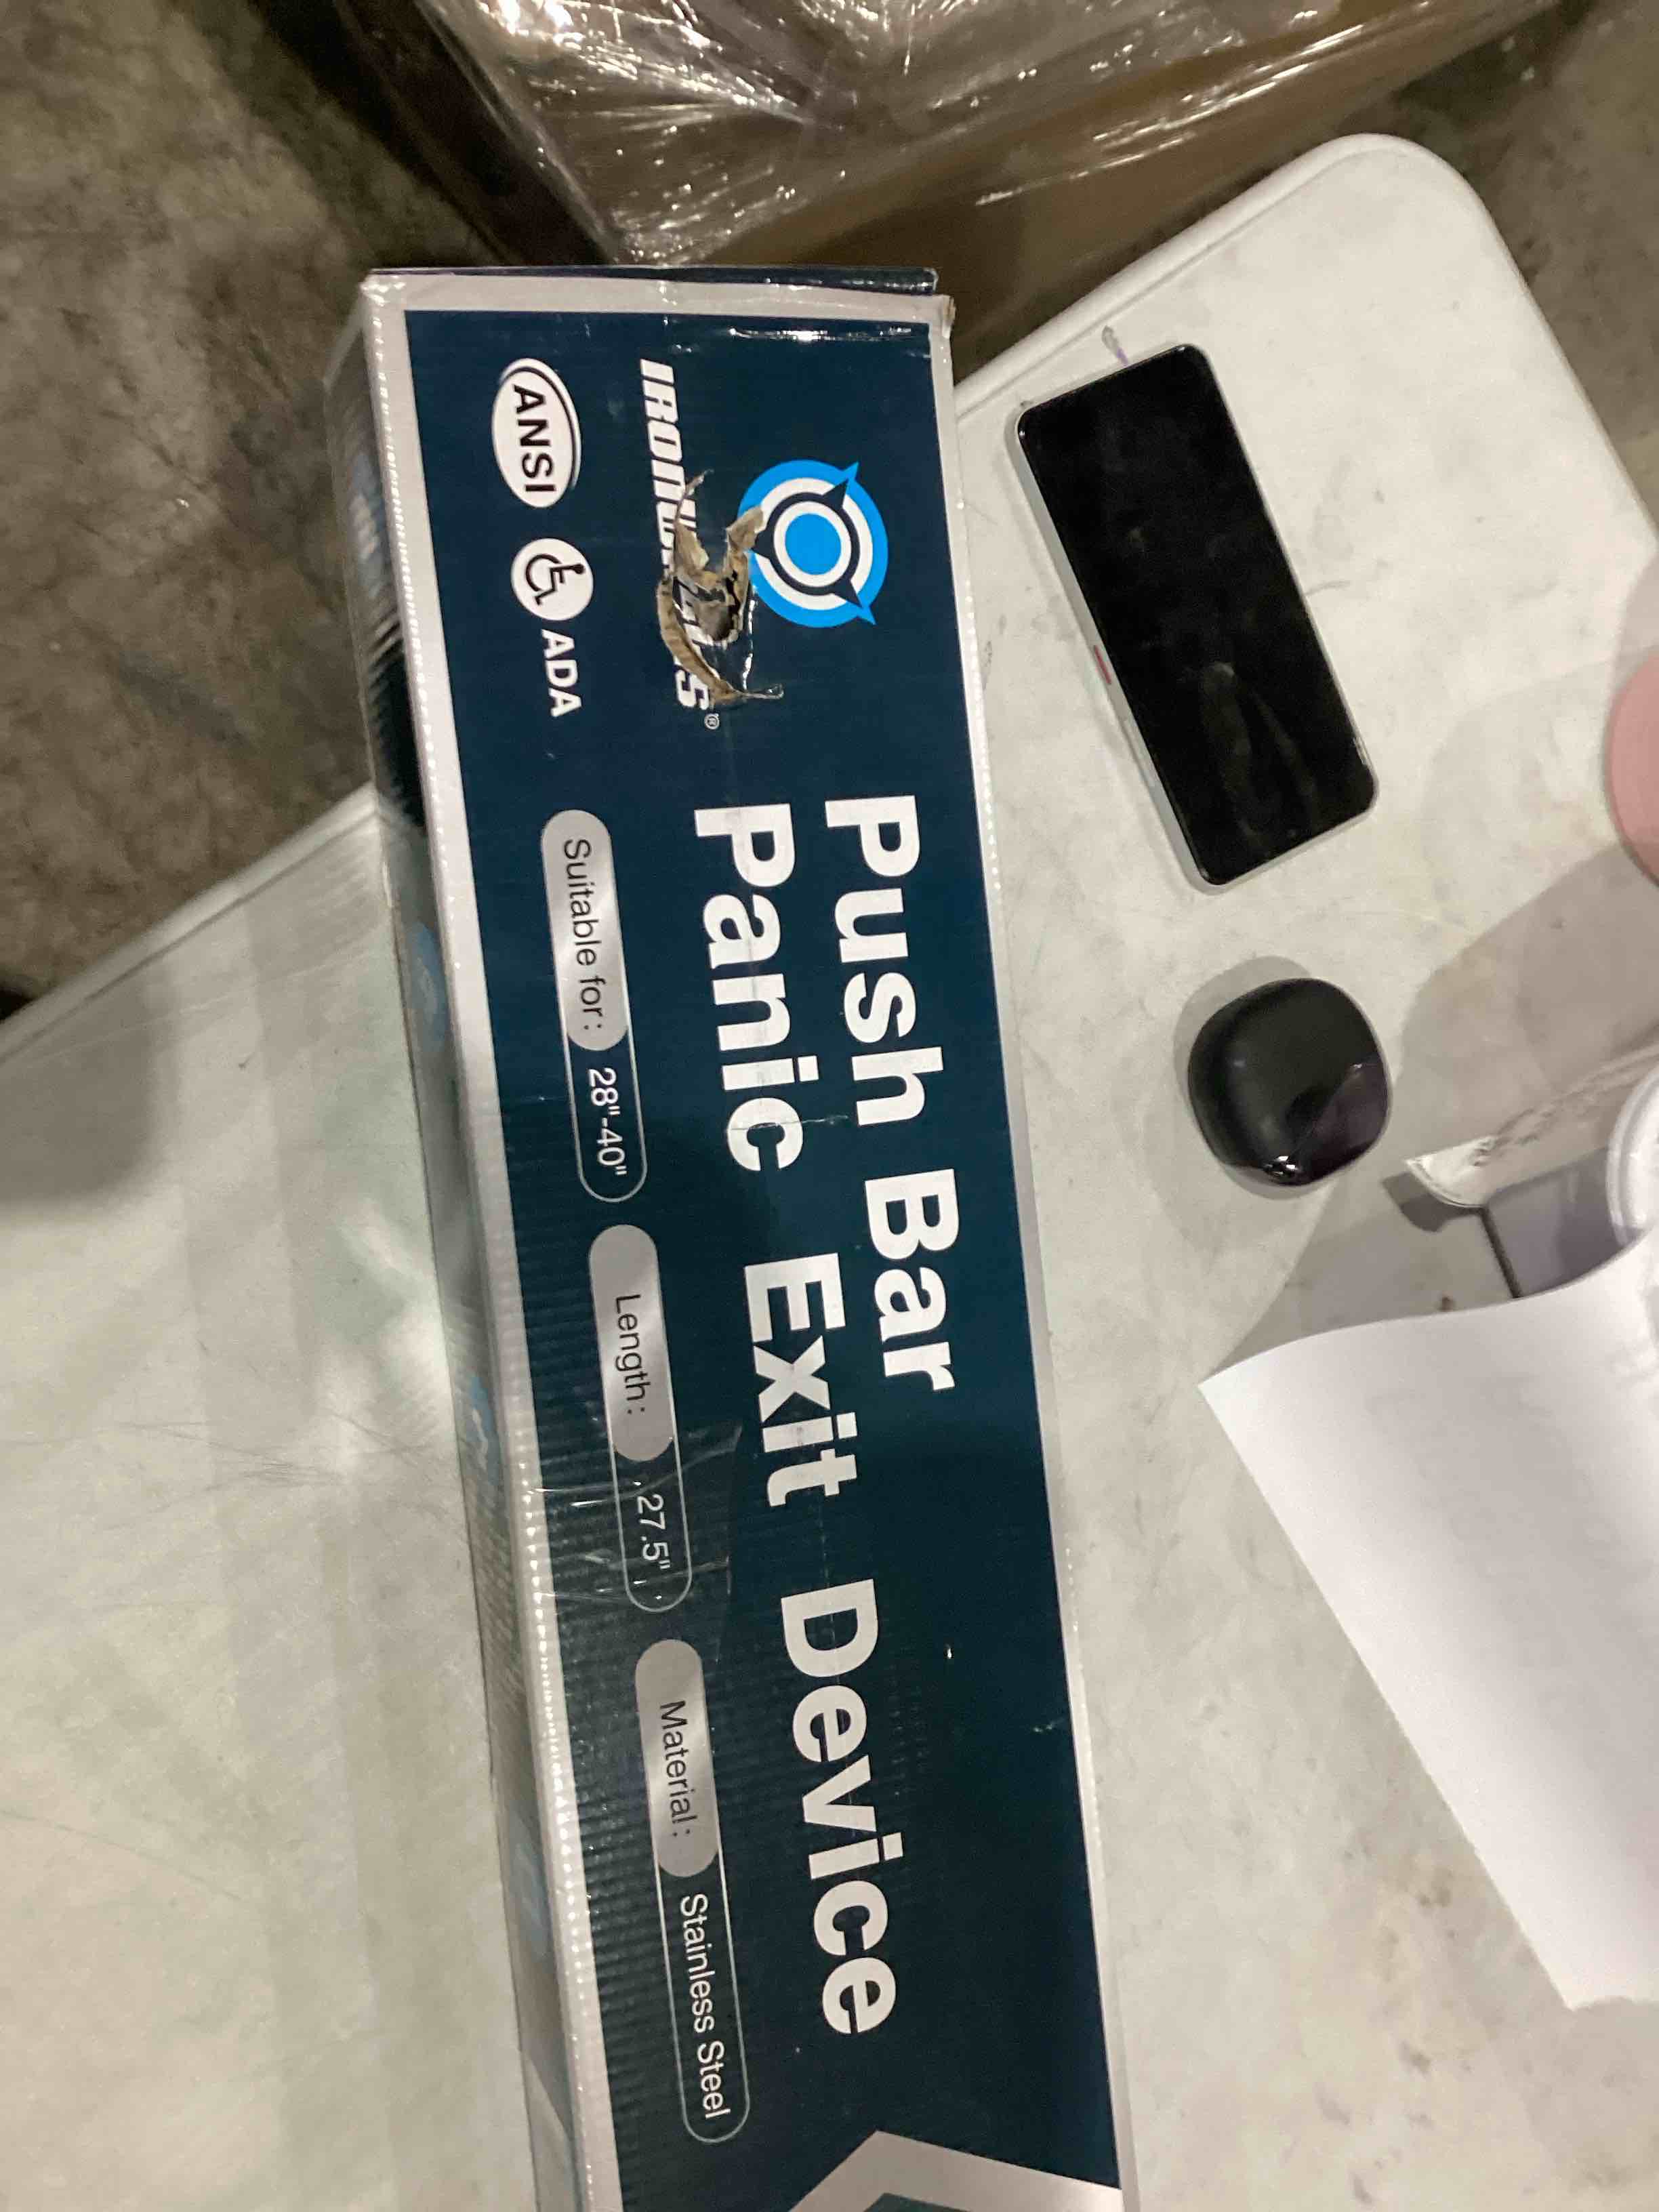 Push Bar
Panic Exit Device
ANSI
ADA
Suitable for: 28"-40"
Length: 27.5"
Material: Stainless Steel